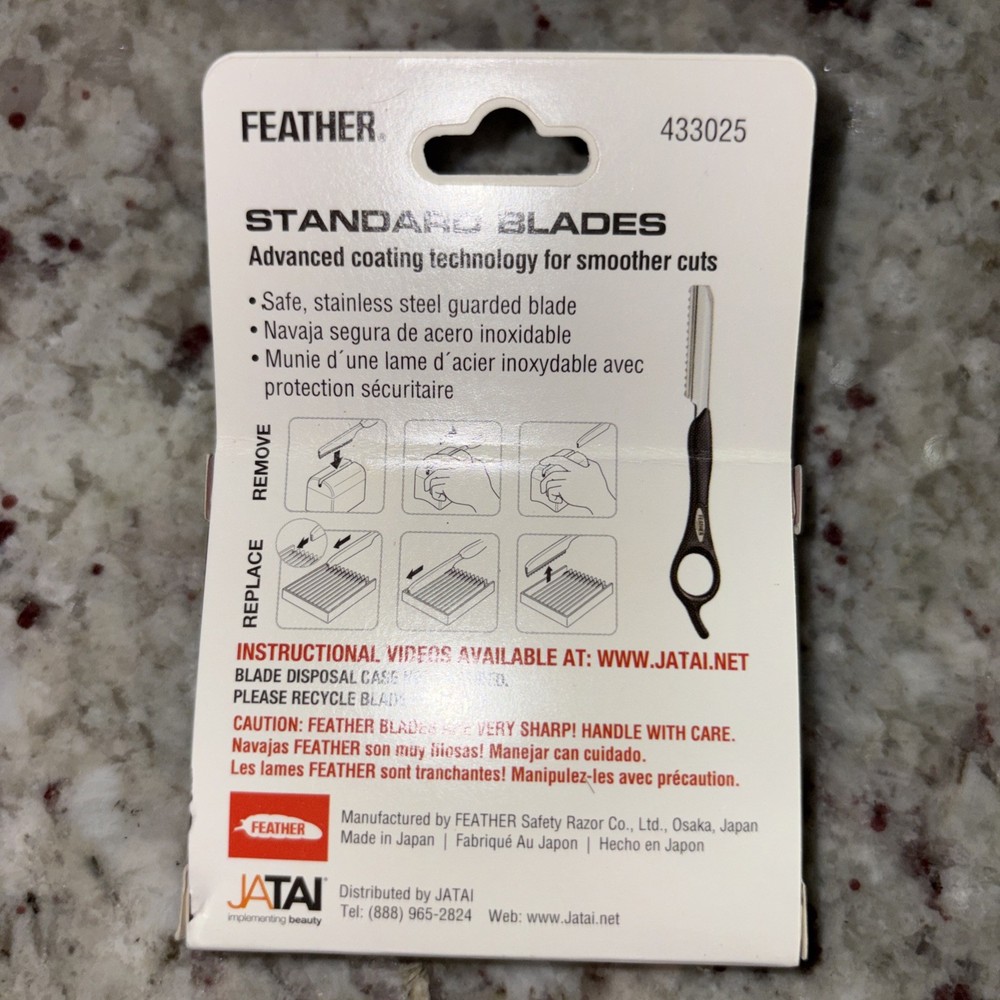 FEATHER®
433025
STANDARD BLADES
Advanced coating technology for smoother cuts
• Safe, stainless steel guarded blade
• Navaja segura de acero inoxidable
• Munie d´une lame d´acier inoxydable avec
protection sécuritaire
REMOVE
REPLACE
INSTRUCTIONAL VIDEOS AVAILABLE AT: WWW.JATAI.NET
BLADE DISPOSAL CASE
PLEASE RECYCLE
CAUTION: FEATHER BLADES ARE VERY SHARP! HANDLE WITH CARE.
Navajas FEATHER son muy filosas! Manejar can cuidado.
Les lames FEATHER sont tranchantes! Manipulez-les avec précaution.
FEATHER
Manufactured by FEATHER Safety Razor Co., Ltd., Osaka, Japan
Made in Japan | Fabriqué Au Japon | Hecho en Japon
JATAI®
implementing beauty
Distributed by JATAI
Tel: (888) 965-2824 Web: www.Jatai.net